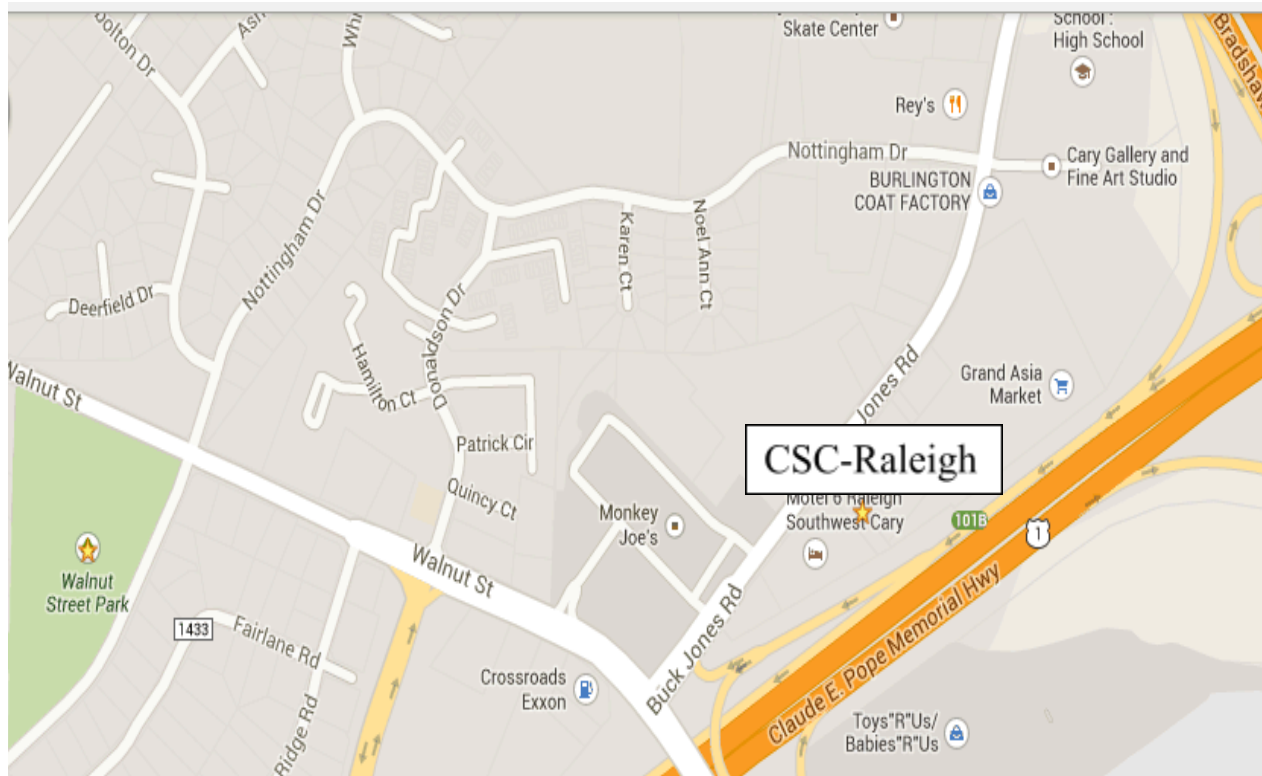 bolton Dr
Ash
Whi
Skate Center
School :
High School
Bradshaw
Rey's
Nottingham Dr
BURLINGTON
COAT FACTORY
Cary Gallery and
Fine Art Studio
Nottingham Dr
Karen Ct
Noel Ann Ct
Deerfield Dr
Donaldson Dr
Hamilton Ct
Walnut St
Jones Rd
Grand Asia
Market
Patrick Cir
CSC-Raleigh
Quincy Ct
Motel 6 Raleigh
Southwest Cary
Monkey
Joe's
101B
1
Walnut St
Walnut
Street Park
1433
Fairlane Rd
Buck Jones Rd
Claude E. Pope Memorial Hwy
Crossroads
Exxon
Ridge Rd
Toys"R"Us/
Babies"R"Us